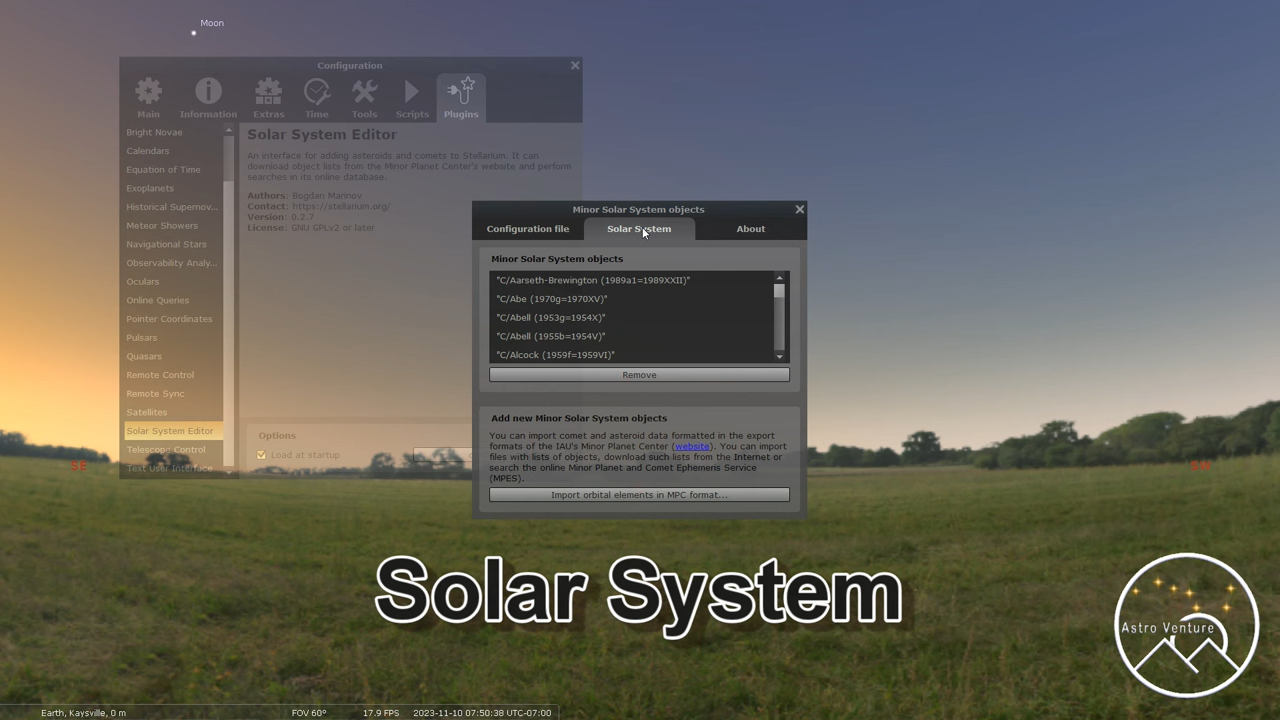 Moon
Configuration
Main
Information
Extras
Time
Tools
Scripts
Plugins
Bright Novae
Calendars
Equation of Time
Exoplanets
Historical Supernov...
Meteor Showers
Navigational Stars
Observability Analy...
Oculars
Online Queries
Pointer Coordinates
Pulsars
Quasars
Remote Control
Remote Sync
Satellites
Solar System Editor
Telescope Control
Text User Interface
Solar System Editor
An interface for adding asteroids and comets to Stellarium. It can
download object lists from the Minor Planet Center's website and perform
searches in its online database.
Authors: Bogdan Marinov
Contact: https://stellarium.org/
Version: 0.2.7
License: GNU GPLv2 or later
Options
Load at startup
Minor Solar System objects
Configuration file
Solar System
About
Minor Solar System objects
"C/Aarseth-Brewington (1989a1=1989XXII)"
"C/Abe (1970g=1970XV)"
"C/Abell (1953g=1954X)"
"C/Abell (1955b=1954V)"
"C/Alcock (1959f=1959VI)"
Remove
Add new Minor Solar System objects
You can import comet and asteroid data formatted in the export
formats of the IAU's Minor Planet Center (website). You can import
files with lists of objects, download such lists from the Internet or
search the online Minor Planet and Comet Ephemeris Service
(MPES).
Import orbital elements in MPC format...
SE
SW
Solar System
Astro Venture
Earth, Kaysville, 0 m
FOV 60°
17.9 FPS
2023-11-10 07:50:38 UTC-07:00